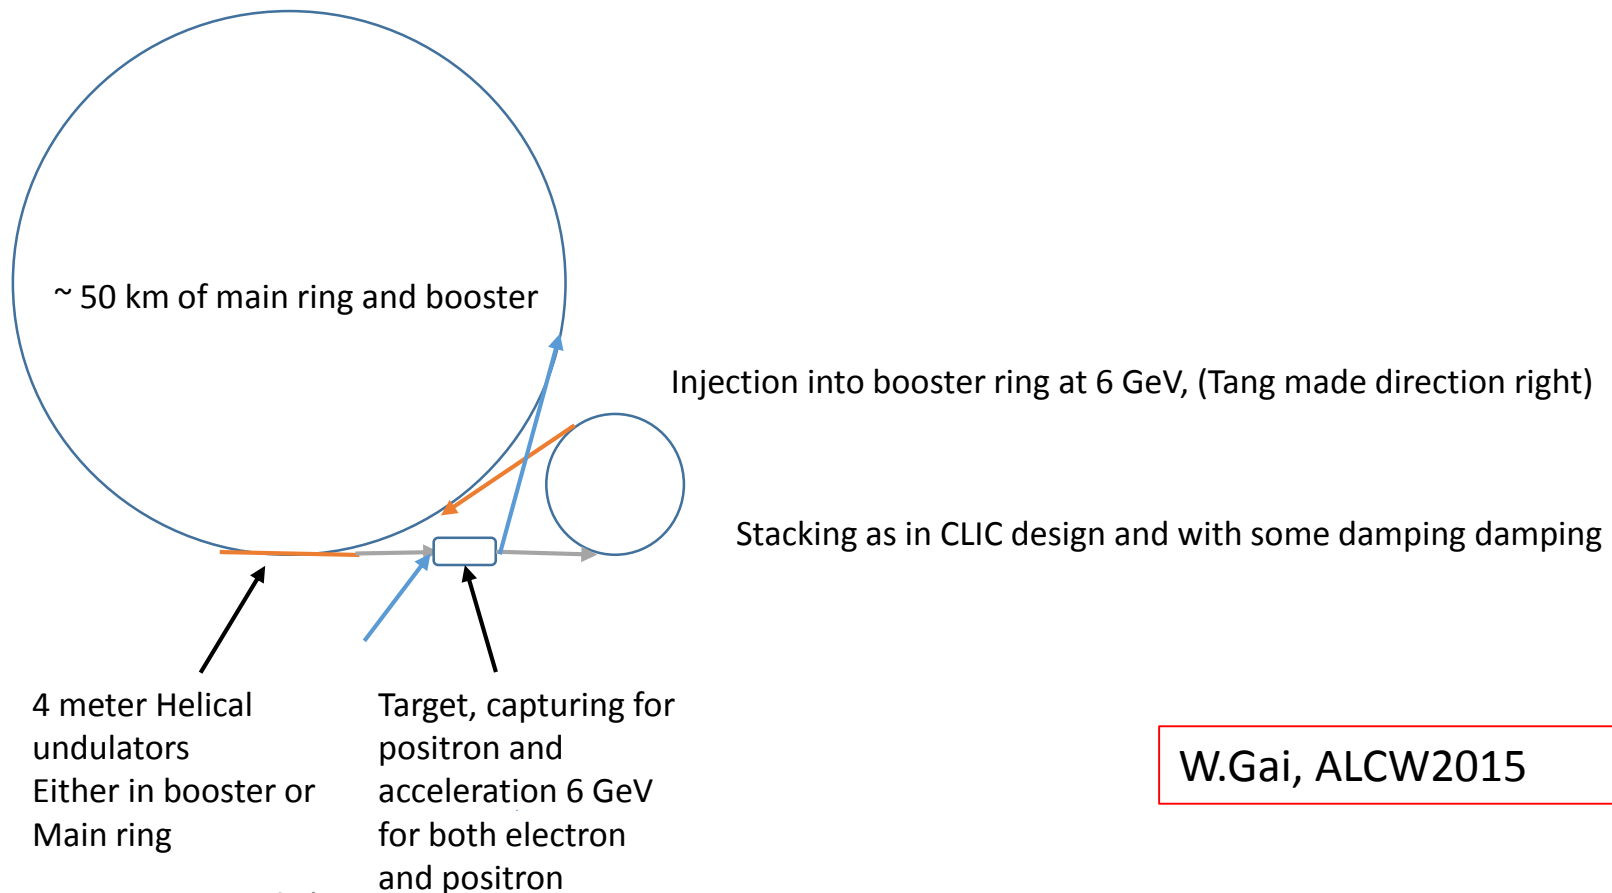 ~ 50 km of main ring and booster
Injection into booster ring at 6 GeV, (Tang made direction right)
Stacking as in CLIC design and with some damping damping
4 meter Helical
undulators
Either in booster or
Main ring
Target, capturing for
positron and
acceleration 6 GeV
for both electron
and positron
W.Gai, ALCW2015